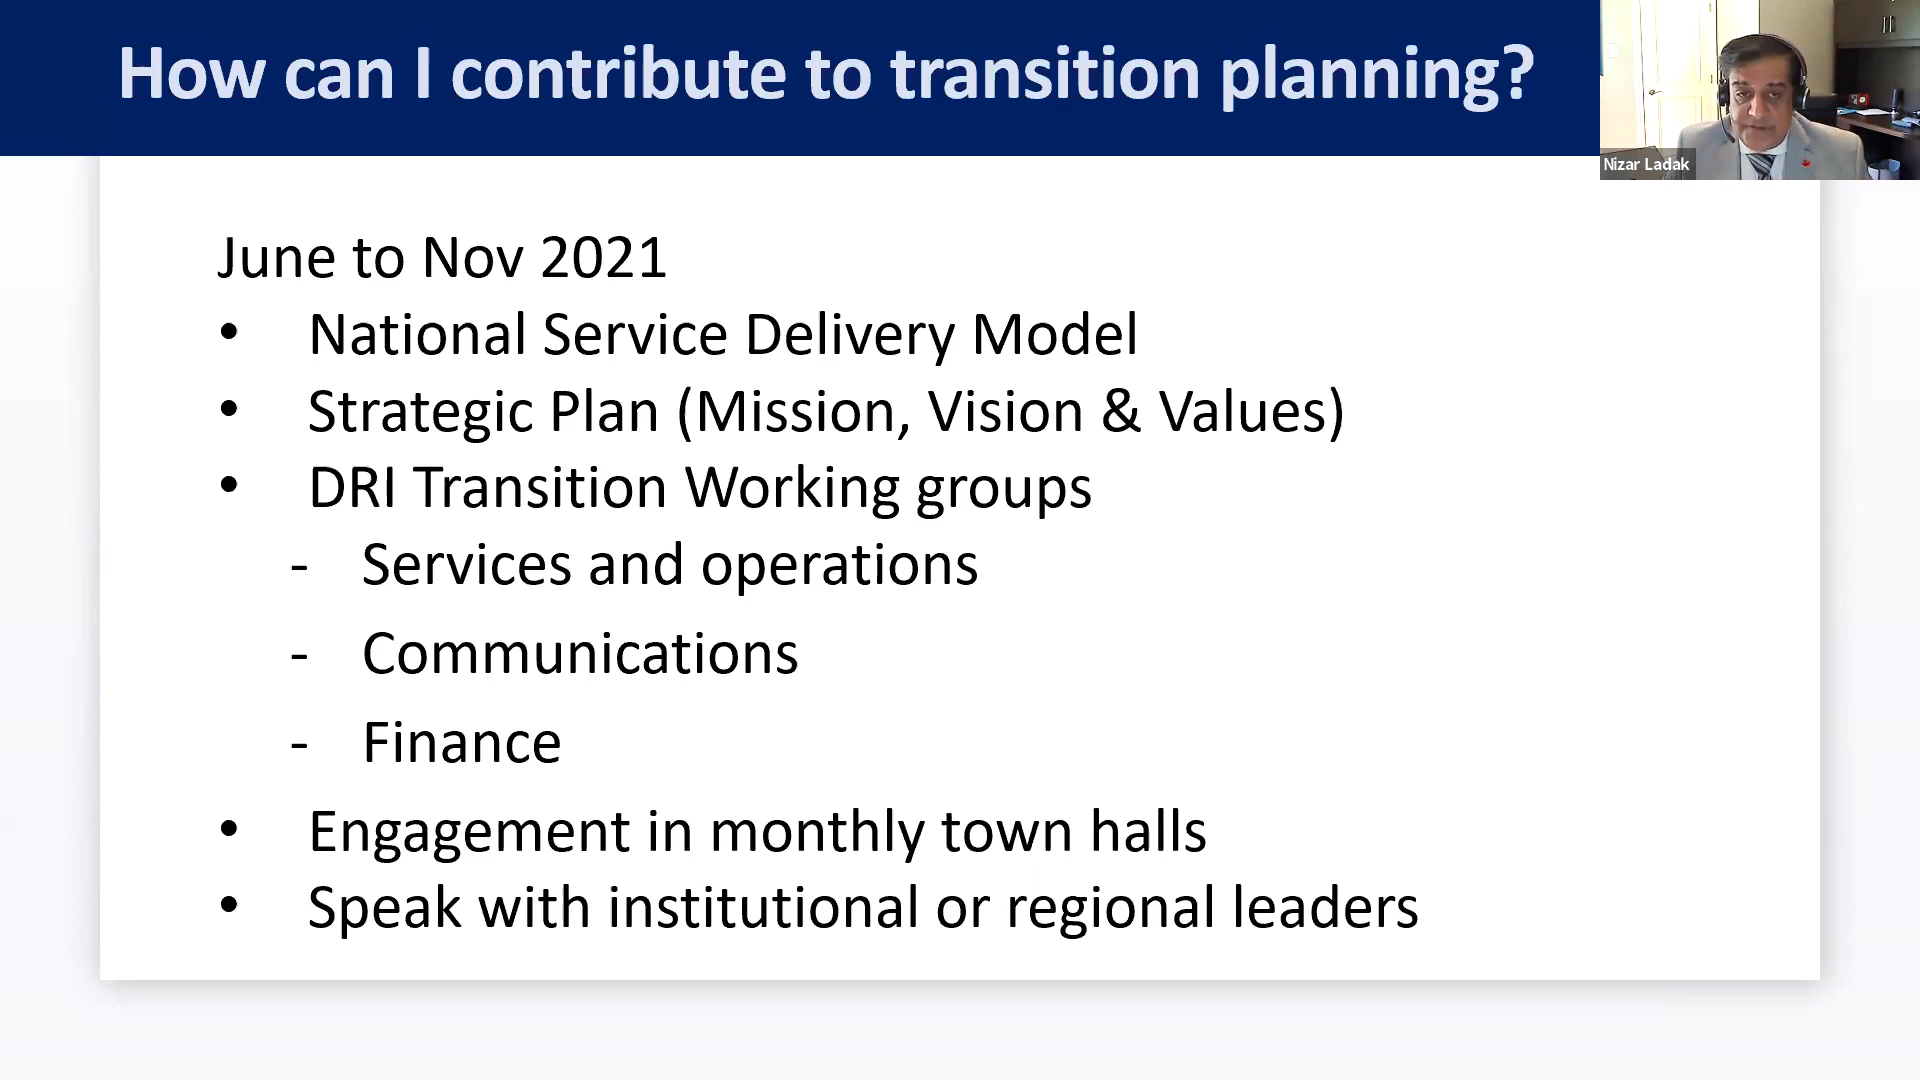 How can I contribute to transition planning?
Nizar Ladak
June to Nov 2021
• National Service Delivery Model
• Strategic Plan (Mission, Vision & Values)
• DRI Transition Working groups
- Services and operations
- Communications
- Finance
• Engagement in monthly town halls
• Speak with institutional or regional leaders